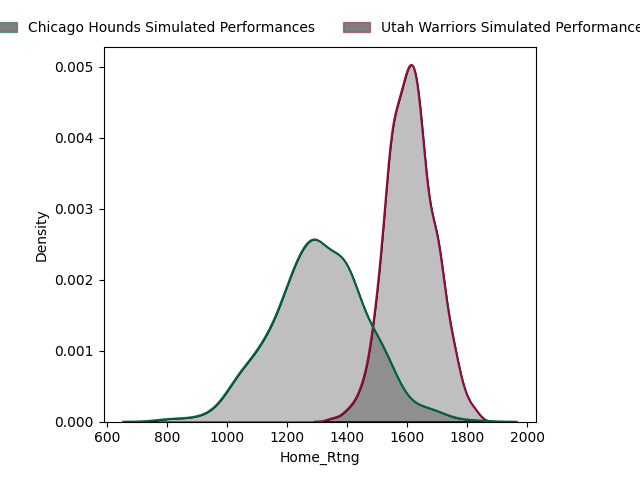 Chicago Hounds Simulated Performances
Utah Warriors Simulated Performance
0.005
0.004
0.003
0.002
0.001
0.000
Density
600 800 1000 1200 1400 1600 1800 2000
Home_Rtng